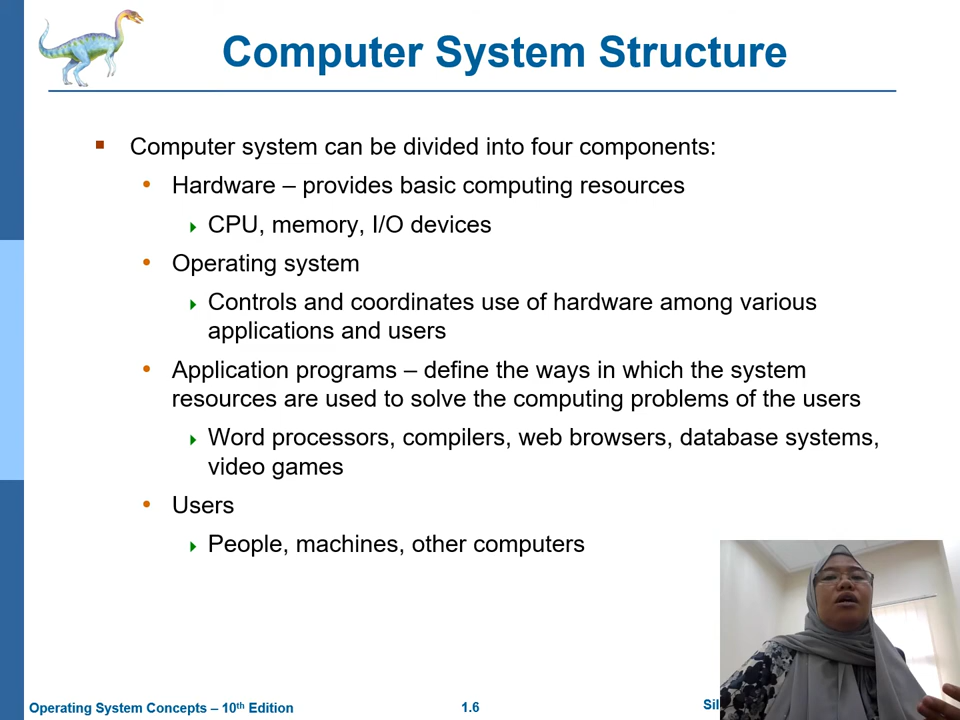 Computer System Structure
Computer system can be divided into four components:
Hardware – provides basic computing resources
CPU, memory, I/O devices
Operating system
Controls and coordinates use of hardware among various
applications and users
Application programs – define the ways in which the system
resources are used to solve the computing problems of the users
Word processors, compilers, web browsers, database systems,
video games
Users
People, machines, other computers
Operating System Concepts – 10th Edition
1.6